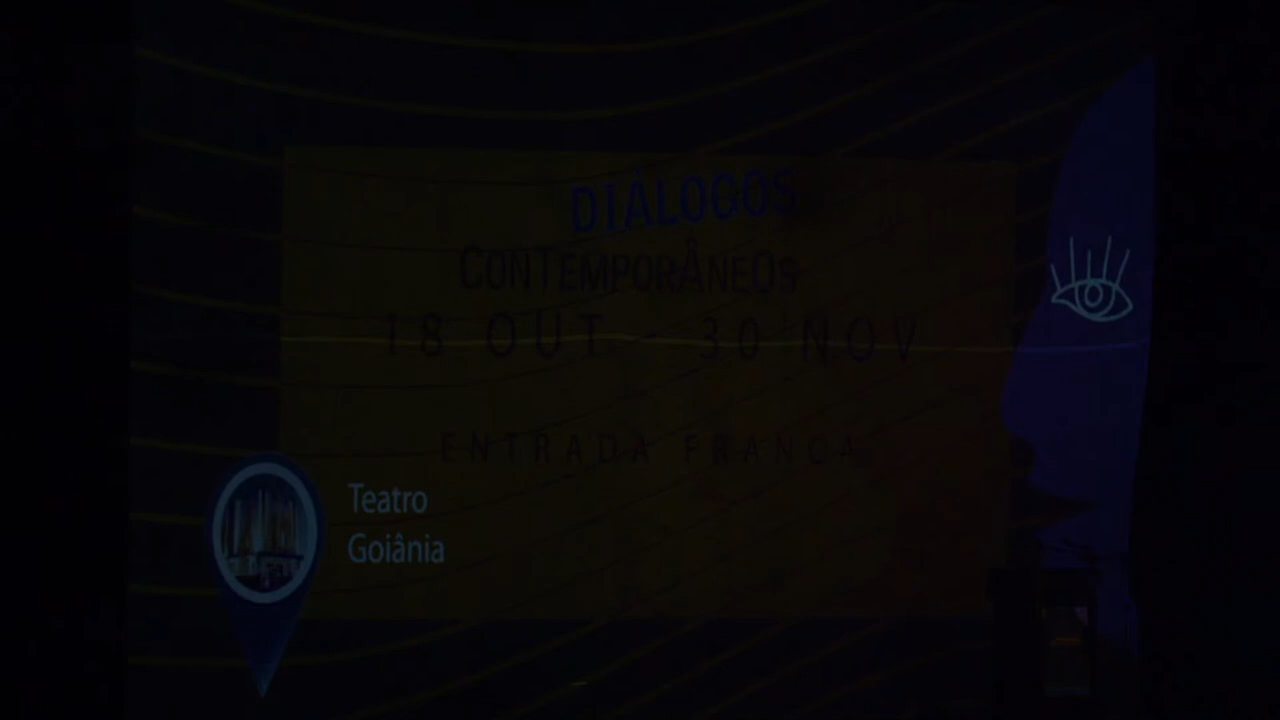 DIÁLOGOS
CONTEMPORÂNEOS
18 OUT - 30 NOV
ENTRADA FRANCA
Teatro
Goiânia